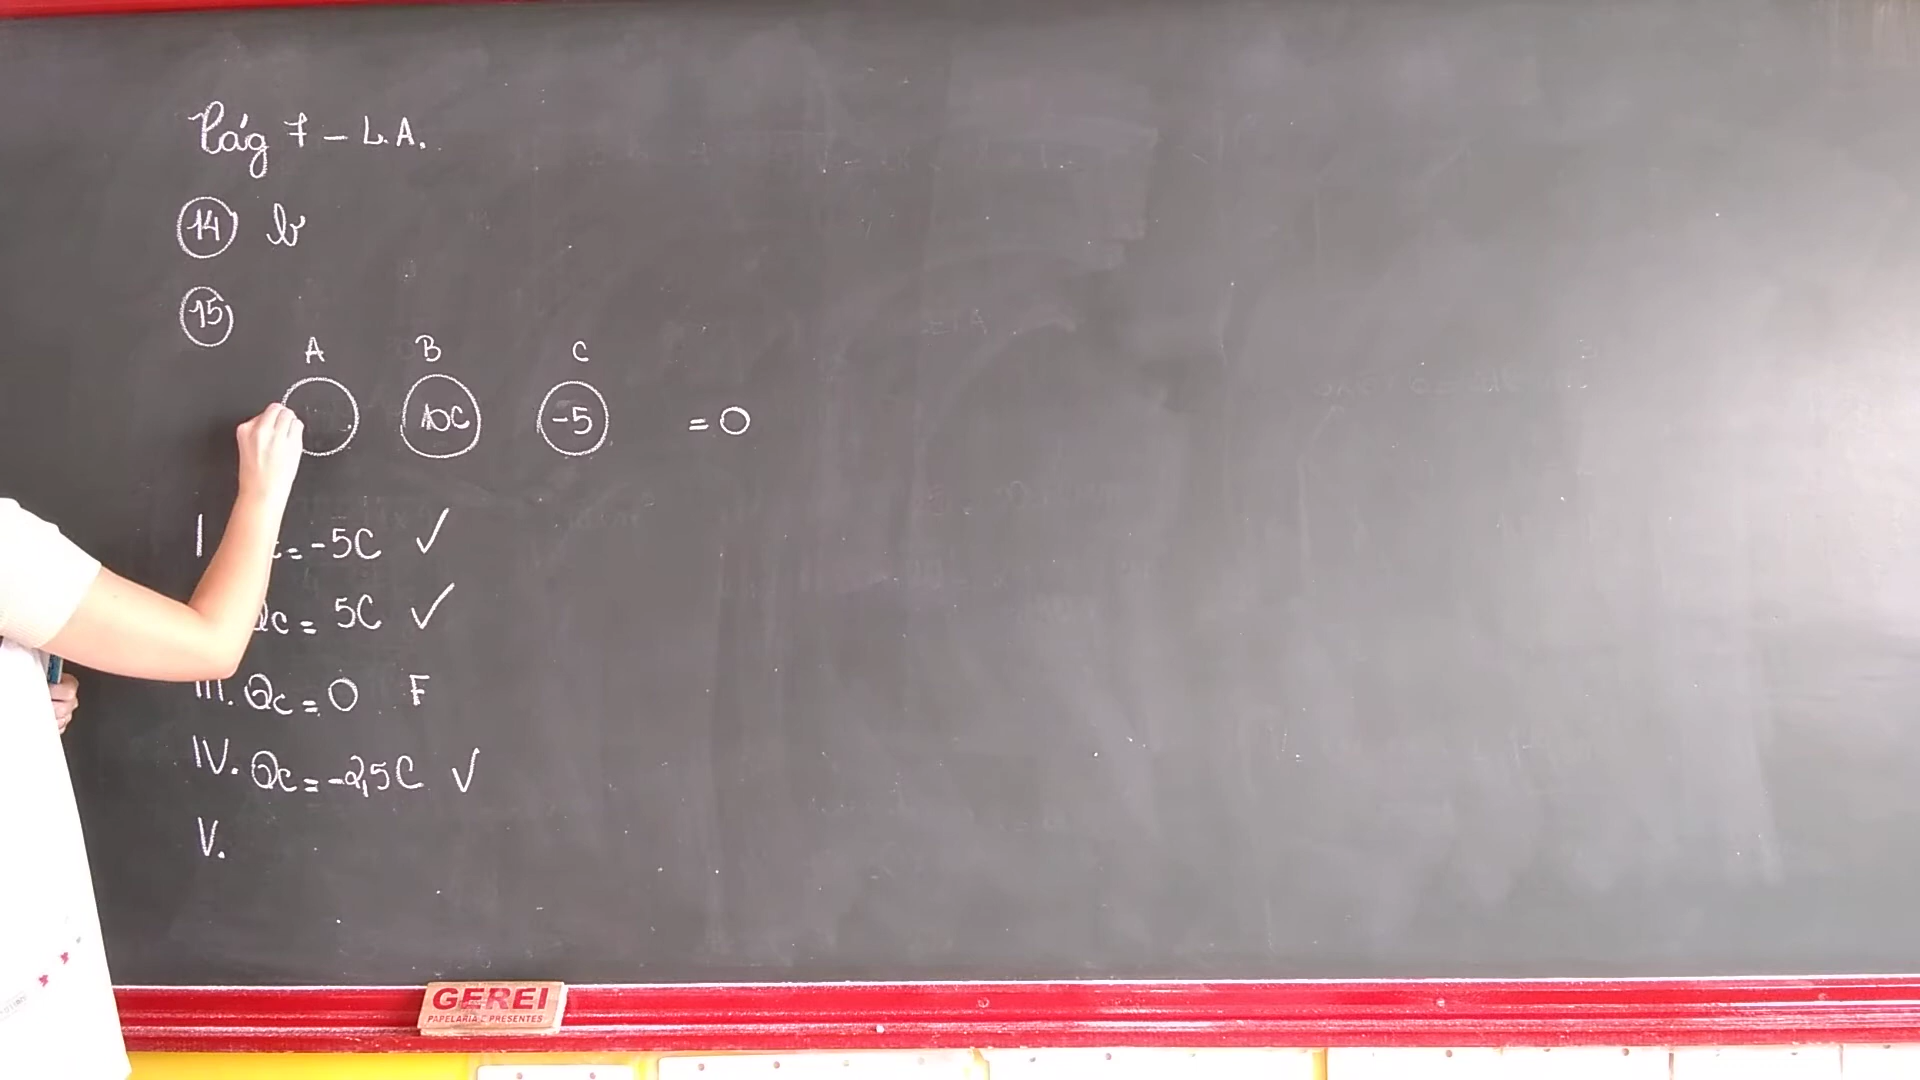 Pág 7 – L.A.
14 b
15
A B C
10C -5 = 0
I c = -5C ✓
Qc = 5C ✓
III. Qc = 0 F
IV. Qc = -2,5C ✓
V.
GEREI
PAPELARIA E PRESENTES